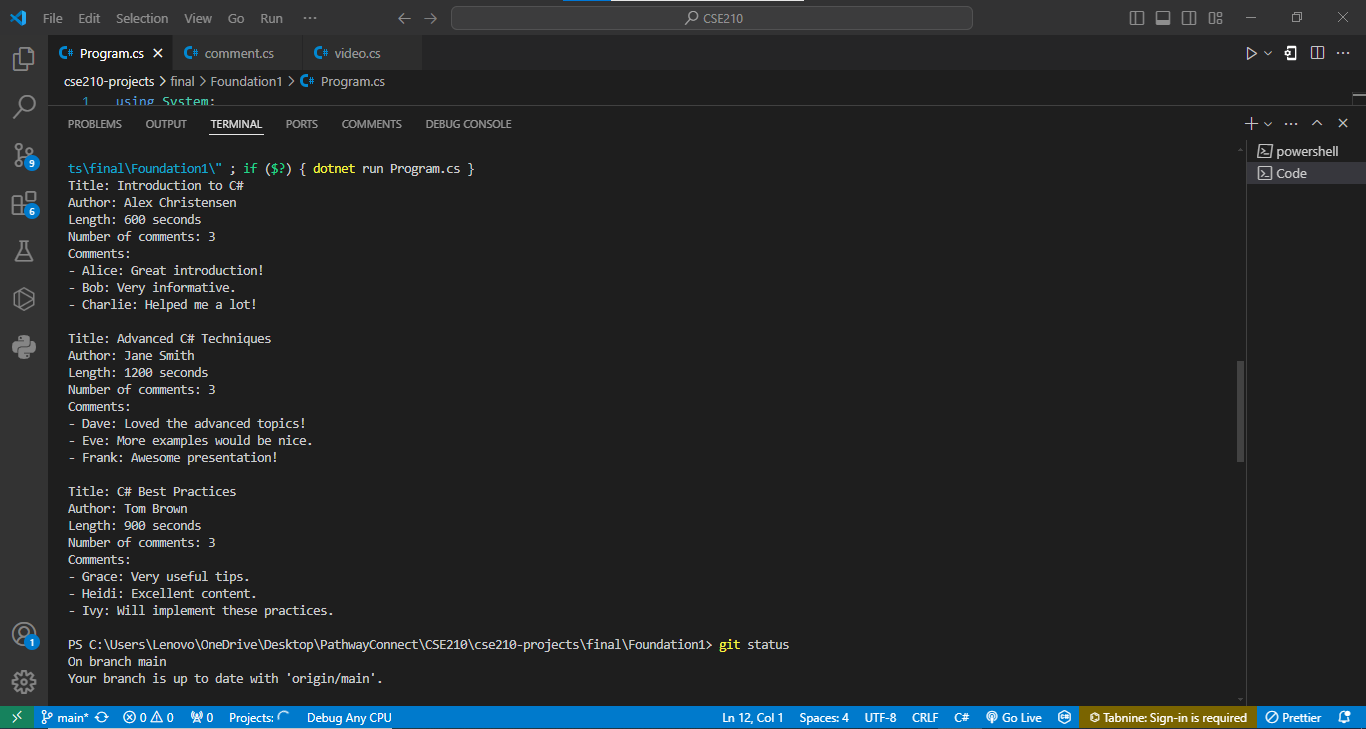 File Edit Selection View Go Run ··· CSE210
Program.cs comment.cs video.cs
cse210-projects > final > Foundation1 > Program.cs
1 using System;
PROBLEMS OUTPUT TERMINAL PORTS COMMENTS DEBUG CONSOLE
powershell
Code
ts\final\Foundation1\" ; if ($?) { dotnet run Program.cs }
Title: Introduction to C#
Author: Alex Christensen
Length: 600 seconds
Number of comments: 3
Comments:
- Alice: Great introduction!
- Bob: Very informative.
- Charlie: Helped me a lot!
Title: Advanced C# Techniques
Author: Jane Smith
Length: 1200 seconds
Number of comments: 3
Comments:
- Dave: Loved the advanced topics!
- Eve: More examples would be nice.
- Frank: Awesome presentation!
Title: C# Best Practices
Author: Tom Brown
Length: 900 seconds
Number of comments: 3
Comments:
- Grace: Very useful tips.
- Heidi: Excellent content.
- Ivy: Will implement these practices.
PS C:\Users\Lenovo\OneDrive\Desktop\PathwayConnect\CSE210\cse210-projects\final\Foundation1> git status
On branch main
Your branch is up to date with 'origin/main'.
9
6
1
main* 0 0 0 Projects: Debug Any CPU Ln 12, Col 1 Spaces: 4 UTF-8 CRLF C# Go Live Tabnine: Sign-in is required Prettier